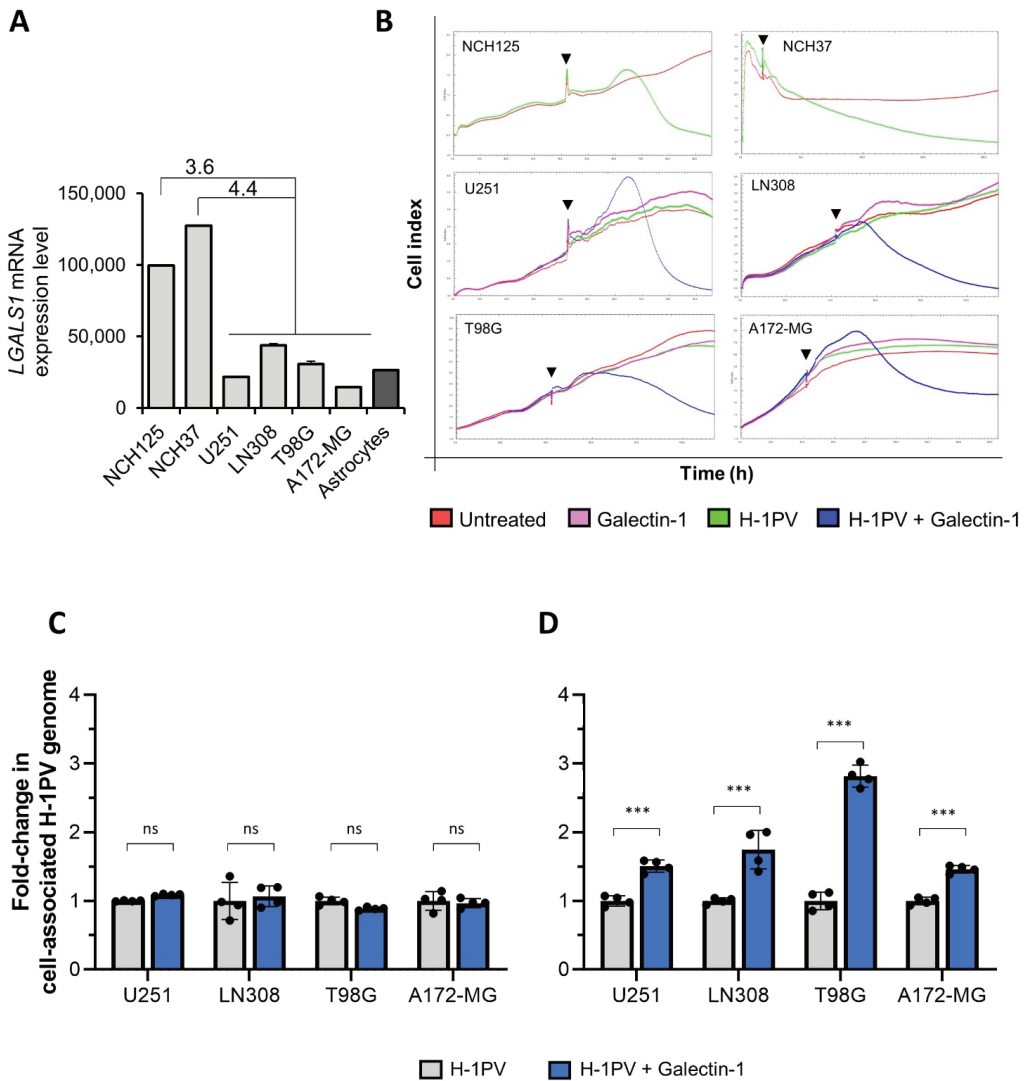 A
LGALS1 mRNA
expression level
150,000
100,000
50,000
0
3.6
4.4
NCH125
NCH37
U251
LN308
T98G
A172-MG
Astrocytes
B
Cell index
NCH125
NCH37
U251
LN308
T98G
A172-MG
Time (h)
Untreated
Galectin-1
H-1PV
H-1PV + Galectin-1
C
Fold-change in
cell-associated H-1PV genome
4
3
2
1
0
ns
ns
ns
ns
U251
LN308
T98G
A172-MG
D
4
3
2
1
0
***
***
***
***
U251
LN308
T98G
A172-MG
H-1PV
H-1PV + Galectin-1